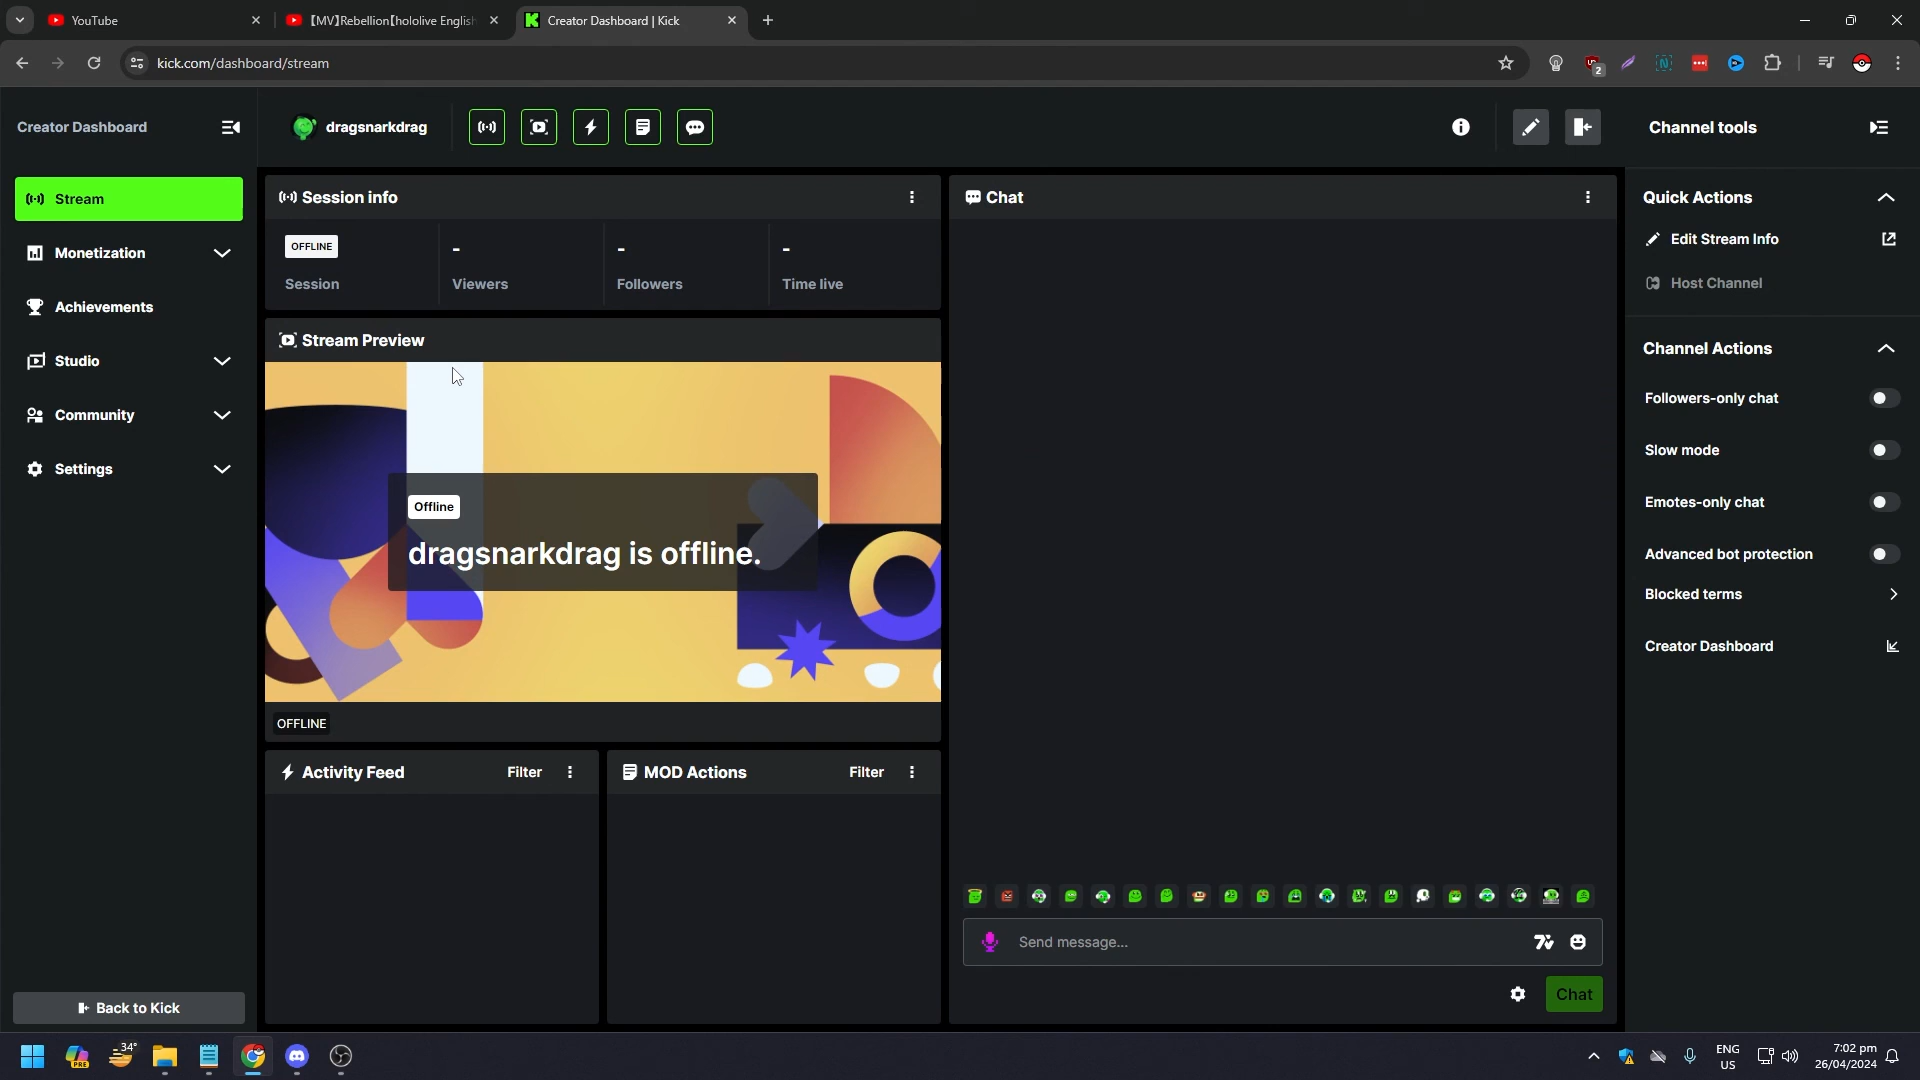 YouTube
【MV】Rebellion【hololive English
Creator Dashboard | Kick
kick.com/dashboard/stream
2
Creator Dashboard
dragsnarkdrag
Channel tools
Stream
Monetization
Achievements
Studio
Community
Settings
Back to Kick
Session info
OFFLINE
Session
-
Viewers
-
Followers
-
Time live
Stream Preview
Offline
dragsnarkdrag is offline.
OFFLINE
Activity Feed
Filter
MOD Actions
Filter
Chat
Send message...
Chat
Quick Actions
Edit Stream Info
Host Channel
Channel Actions
Followers-only chat
Slow mode
Emotes-only chat
Advanced bot protection
Blocked terms
Creator Dashboard
PRE
34°
ENG
US
7:02 pm
26/04/2024